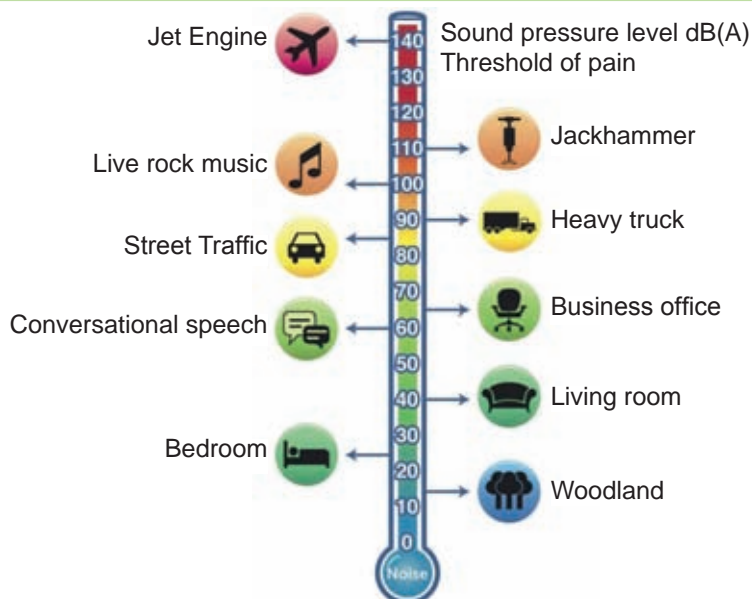 Jet Engine
Sound pressure level dB(A)
Threshold of pain
140
130
120
110
Jackhammer
Live rock music
100
90
Heavy truck
Street Traffic
80
70
Business office
Conversational speech
60
50
40
Living room
30
Bedroom
20
Woodland
10
0
Noise